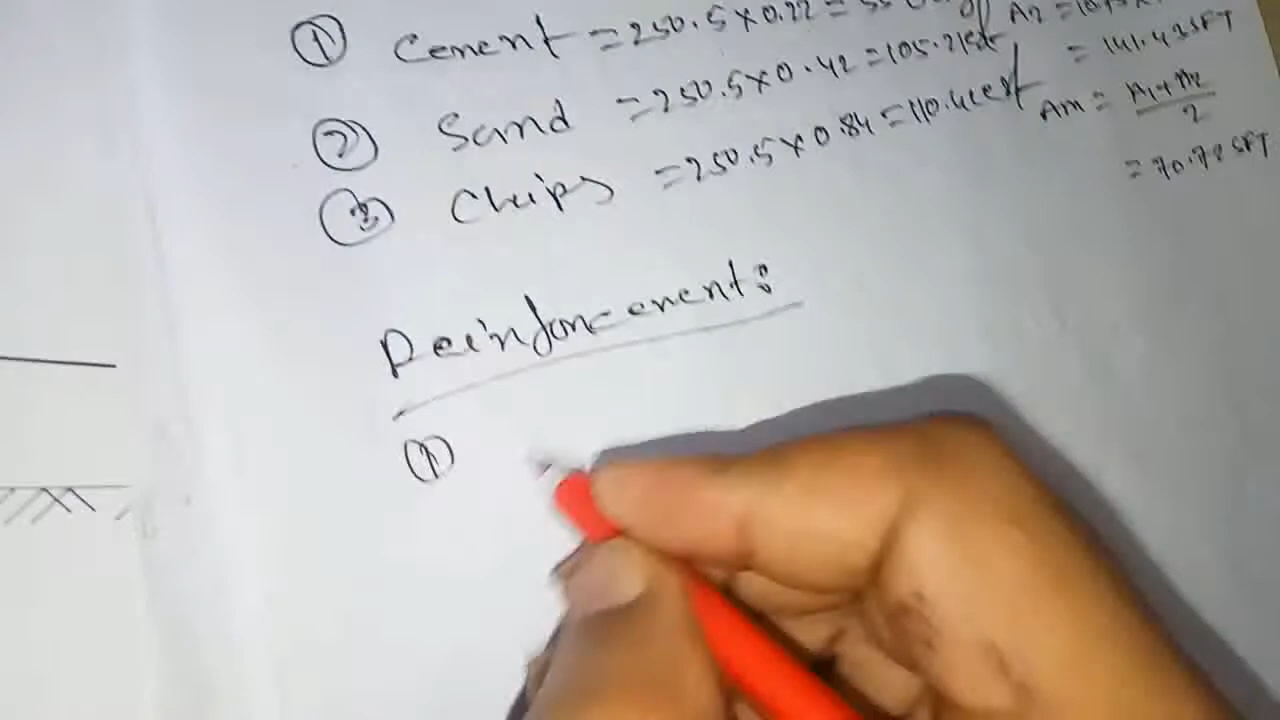 ① Cement = 250.5 × 0.22 =
② Sand = 250.5 × 0.42 = 105.21
③ Chips = 250.5 × 0.84 = 110.4
= 141.42 SFT
Am = A1+A2 / 2
= 70.72 SFT
Reinforcement:
①